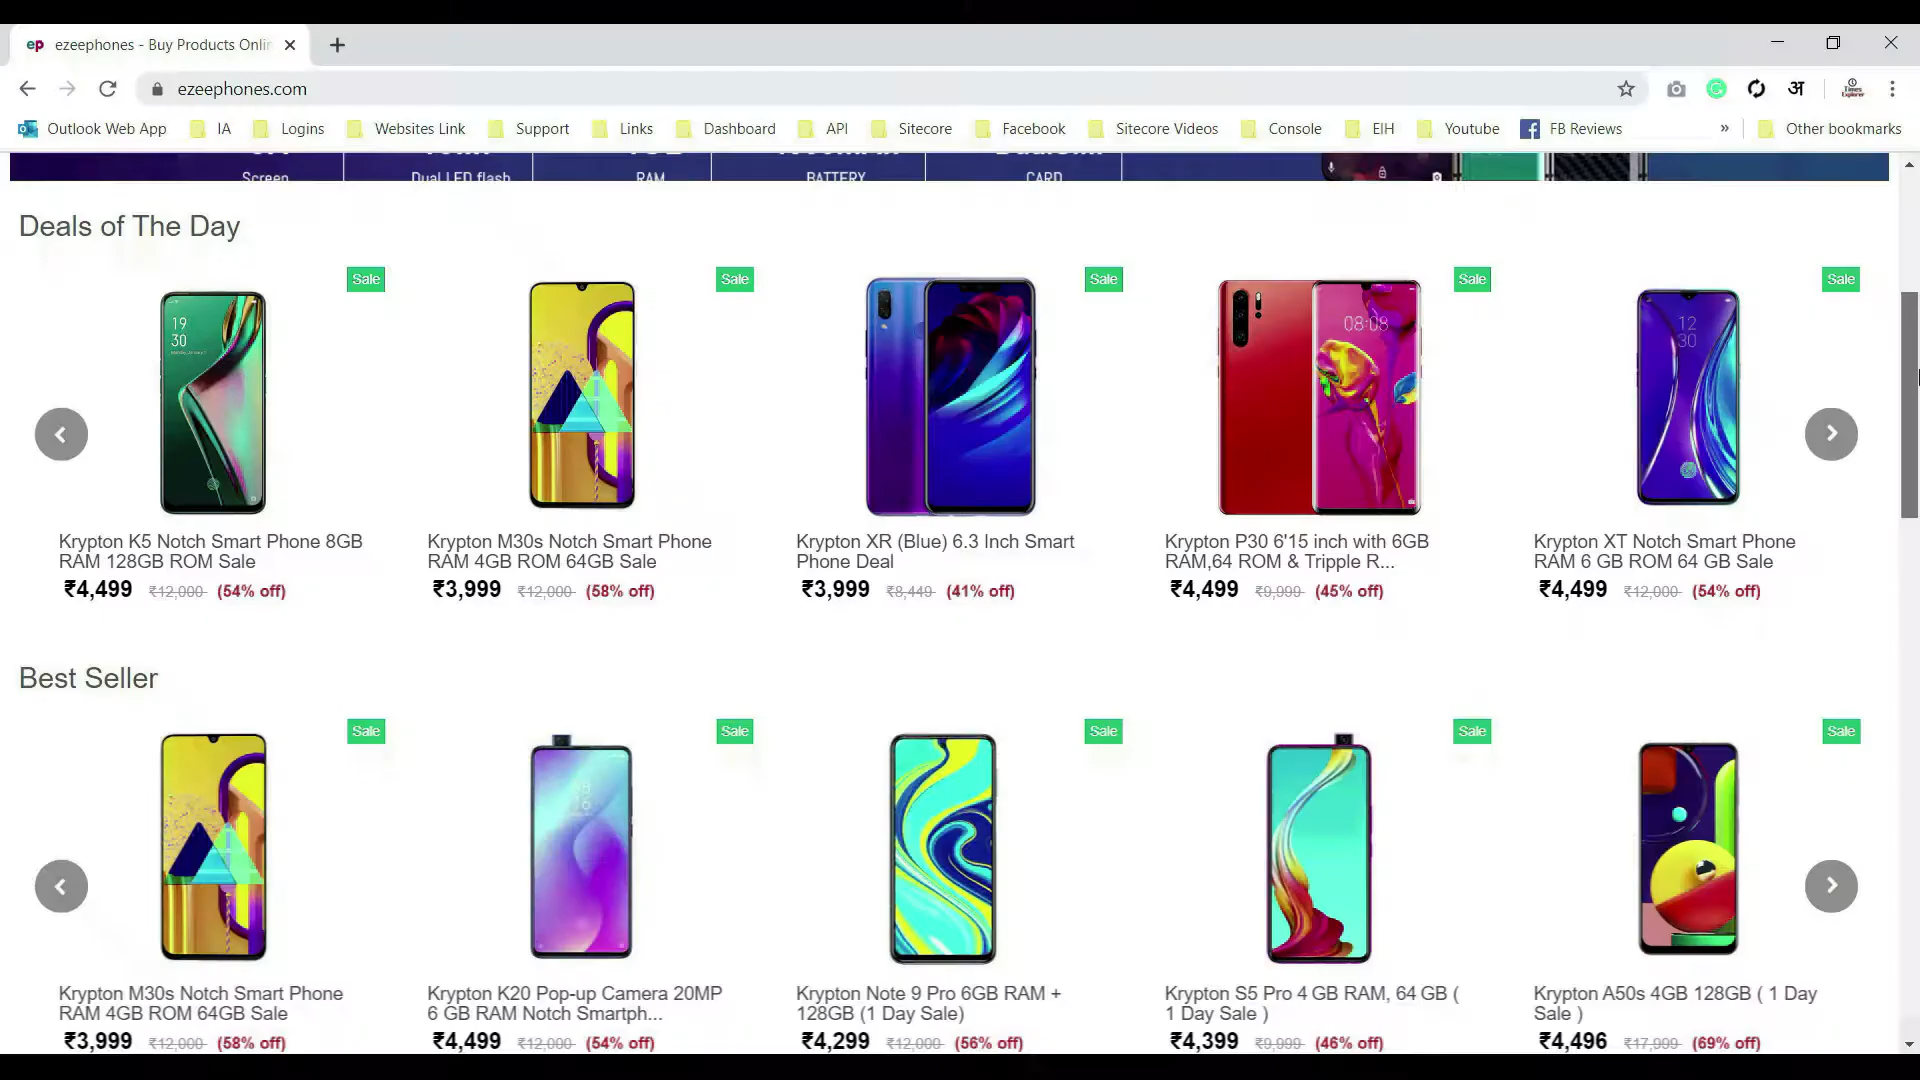 ezeephones - Buy Products Onlin
ezeephones.com
Outlook Web App IA Logins Websites Link Support Links Dashboard API Sitecore Facebook Sitecore Videos Console EIH Youtube FB Reviews » Other bookmarks
Screen Dual LED flash RAM BATTERY CARD
Deals of The Day
Sale Sale Sale Sale Sale
19
30
08:08
12
30
Krypton K5 Notch Smart Phone 8GB
RAM 128GB ROM Sale
₹4,499 ₹12,000 (54% off)
Krypton M30s Notch Smart Phone
RAM 4GB ROM 64GB Sale
₹3,999 ₹12,000 (58% off)
Krypton XR (Blue) 6.3 Inch Smart
Phone Deal
₹3,999 ₹8,449 (41% off)
Krypton P30 6'15 inch with 6GB
RAM,64 ROM & Tripple R...
₹4,499 ₹9,999 (45% off)
Krypton XT Notch Smart Phone
RAM 6 GB ROM 64 GB Sale
₹4,499 ₹12,000 (54% off)
Best Seller
Sale Sale Sale Sale Sale
Krypton M30s Notch Smart Phone
RAM 4GB ROM 64GB Sale
₹3,999 ₹12,000 (58% off)
Krypton K20 Pop-up Camera 20MP
6 GB RAM Notch Smartph...
₹4,499 ₹12,000 (54% off)
Krypton Note 9 Pro 6GB RAM +
128GB (1 Day Sale)
₹4,299 ₹12,000 (56% off)
Krypton S5 Pro 4 GB RAM, 64 GB (
1 Day Sale )
₹4,399 ₹9,999 (46% off)
Krypton A50s 4GB 128GB ( 1 Day
Sale )
₹4,496 ₹17,999 (69% off)